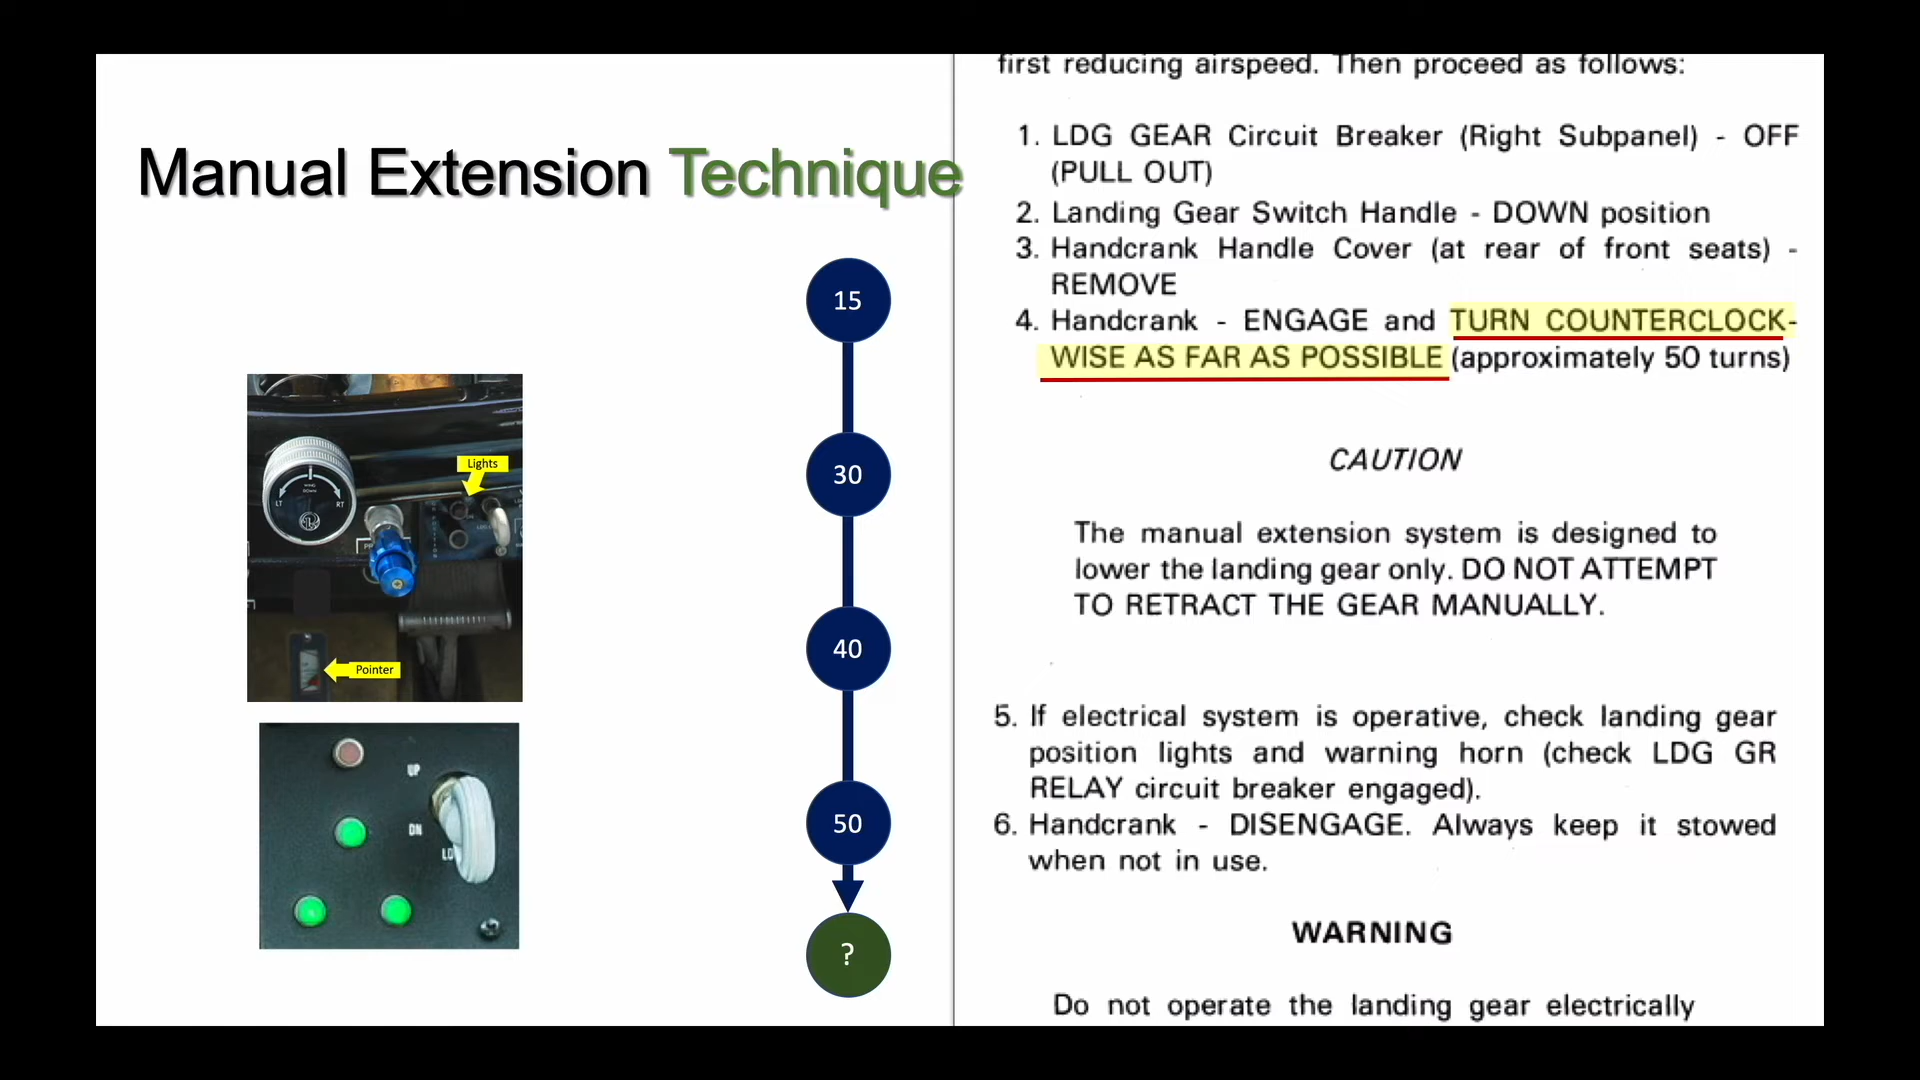 Manual Extension Technique
15
30
40
50
?
Lights
LT
RT
Pointer
UP
DN
first reducing airspeed. Then proceed as follows:
1. LDG GEAR Circuit Breaker (Right Subpanel) - OFF
(PULL OUT)
2. Landing Gear Switch Handle - DOWN position
3. Handcrank Handle Cover (at rear of front seats) -
REMOVE
4. Handcrank - ENGAGE and TURN COUNTERCLOCK-
WISE AS FAR AS POSSIBLE (approximately 50 turns)
CAUTION
The manual extension system is designed to
lower the landing gear only. DO NOT ATTEMPT
TO RETRACT THE GEAR MANUALLY.
5. If electrical system is operative, check landing gear
position lights and warning horn (check LDG GR
RELAY circuit breaker engaged).
6. Handcrank - DISENGAGE. Always keep it stowed
when not in use.
WARNING
Do not operate the landing gear electrically